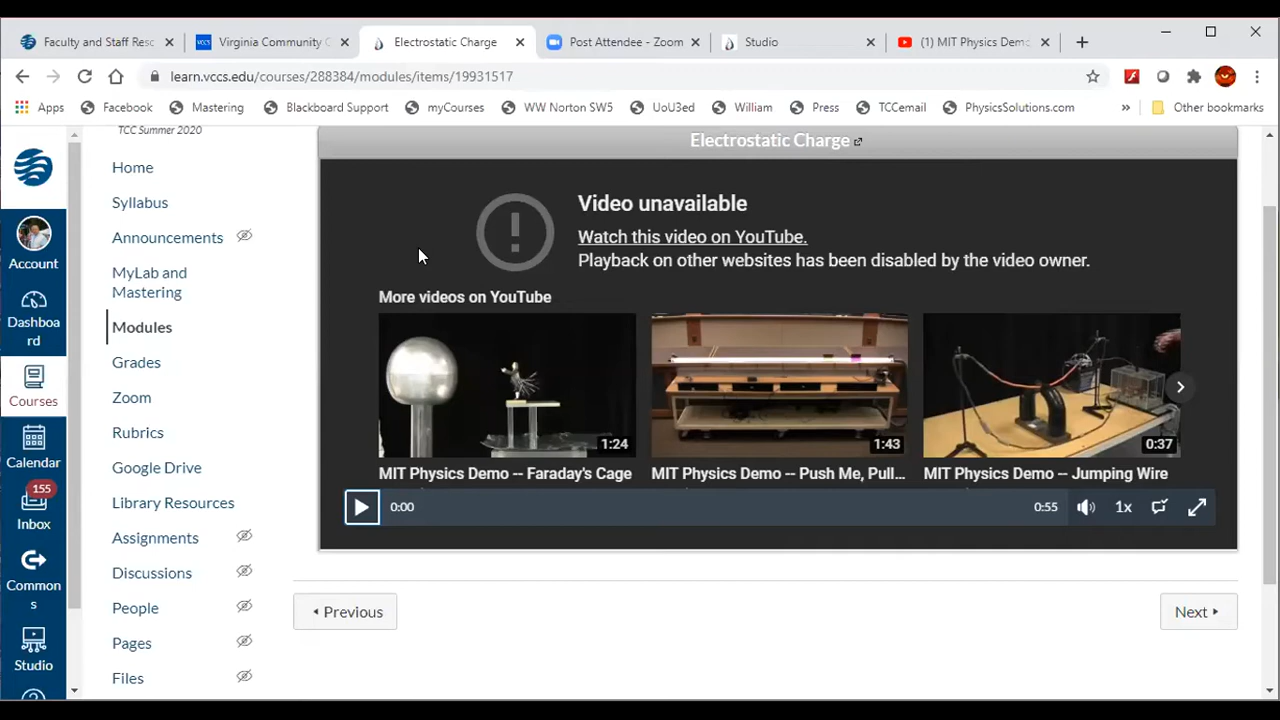 Faculty and Staff Resc
Virginia Community C
Electrostatic Charge
Post Attendee - Zoom
Studio
(1) MIT Physics Demo
learn.vccs.edu/courses/288384/modules/items/19931517
Apps
Facebook
Mastering
Blackboard Support
myCourses
WW Norton SW5
UoU3ed
William
Press
TCCemail
PhysicsSolutions.com
»
Other bookmarks
TCC Summer 2020
Home
Syllabus
Announcements
MyLab and
Mastering
Modules
Grades
Zoom
Rubrics
Google Drive
Library Resources
Assignments
Discussions
People
Pages
Files
Account
Dashboa
rd
Courses
Calendar
155
Inbox
Common
s
Studio
Electrostatic Charge
Video unavailable
Watch this video on YouTube.
Playback on other websites has been disabled by the video owner.
More videos on YouTube
1:24
1:43
0:37
MIT Physics Demo -- Faraday's Cage
MIT Physics Demo -- Push Me, Pull...
MIT Physics Demo -- Jumping Wire
0:00
0:55
1x
Previous
Next